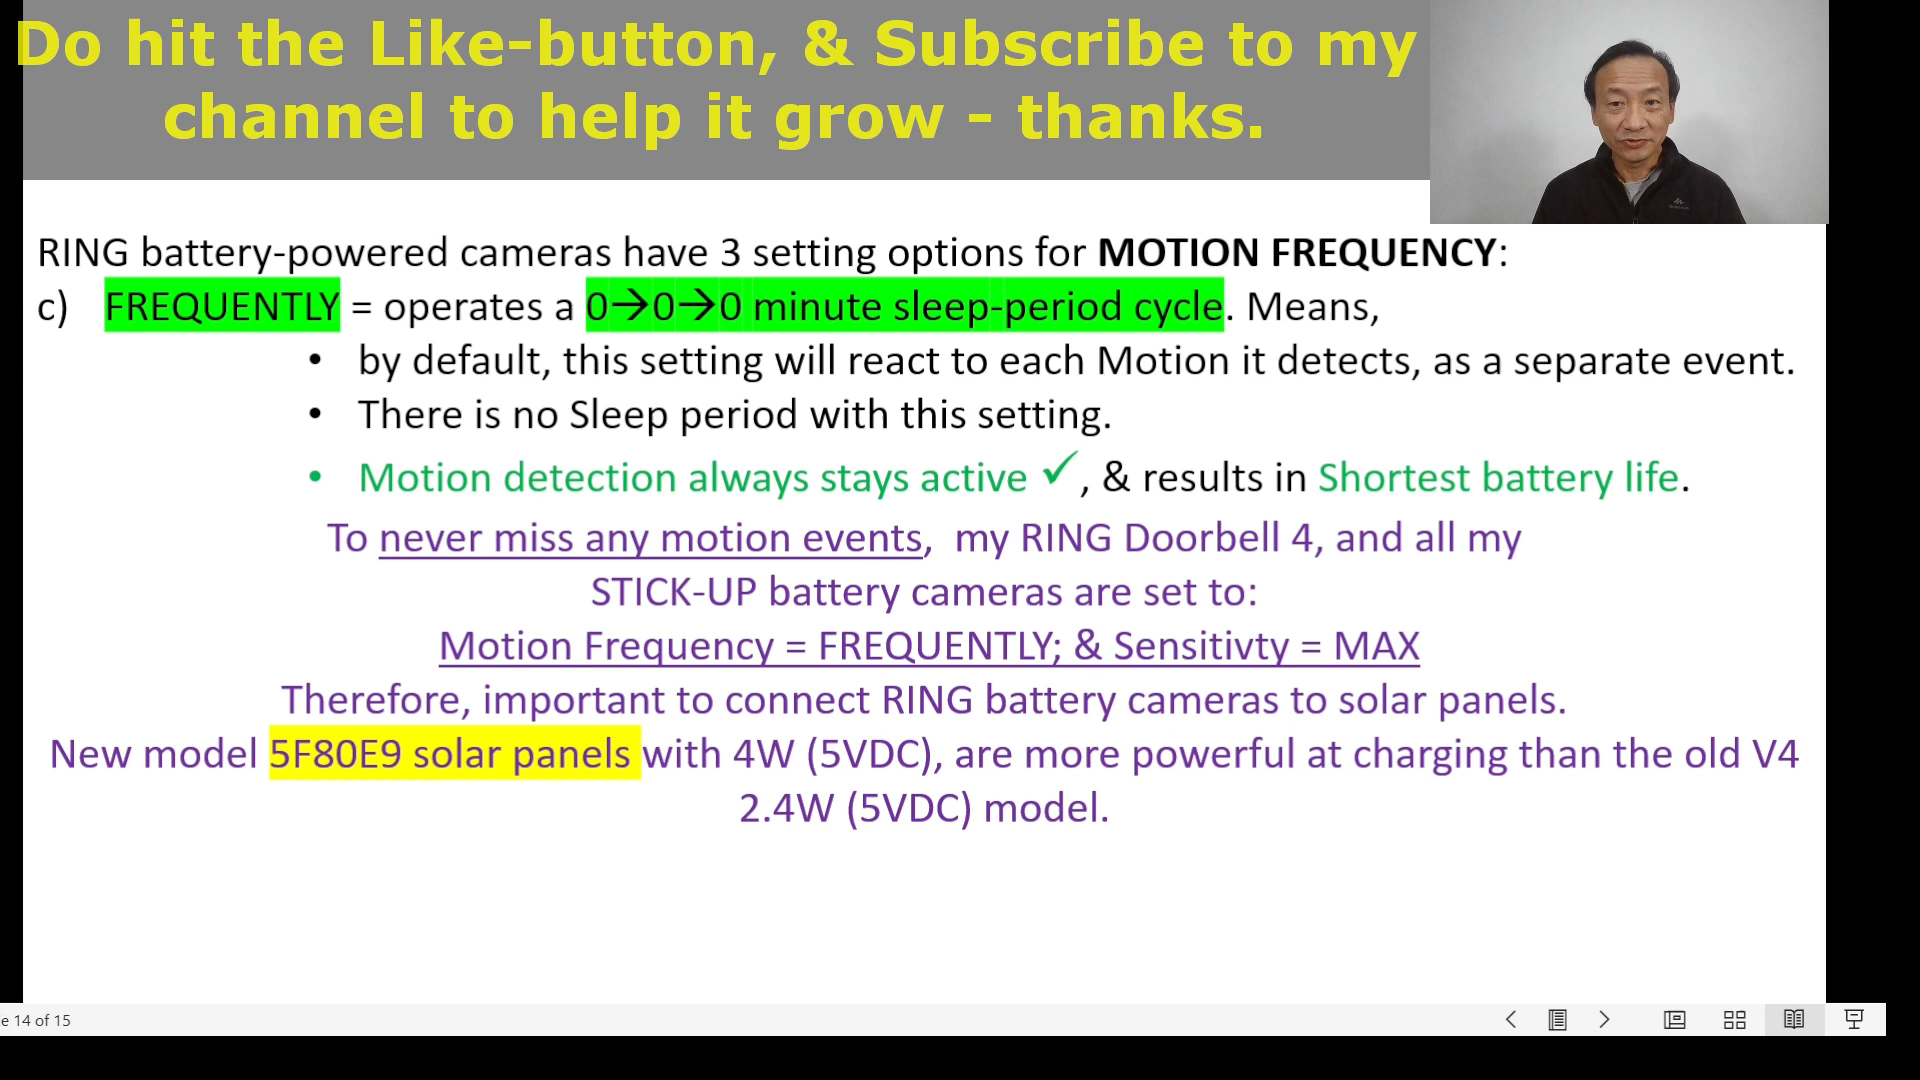 Do hit the Like-button, & Subscribe to my
channel to help it grow - thanks.
RING battery-powered cameras have 3 setting options for MOTION FREQUENCY:
c) FREQUENTLY = operates a 0→0→0 minute sleep-period cycle. Means,
• by default, this setting will react to each Motion it detects, as a separate event.
• There is no Sleep period with this setting.
• Motion detection always stays active ✓, & results in Shortest battery life.
To never miss any motion events, my RING Doorbell 4, and all my
STICK-UP battery cameras are set to:
Motion Frequency = FREQUENTLY; & Sensitivty = MAX
Therefore, important to connect RING battery cameras to solar panels.
New model 5F80E9 solar panels with 4W (5VDC), are more powerful at charging than the old V4
2.4W (5VDC) model.
e 14 of 15